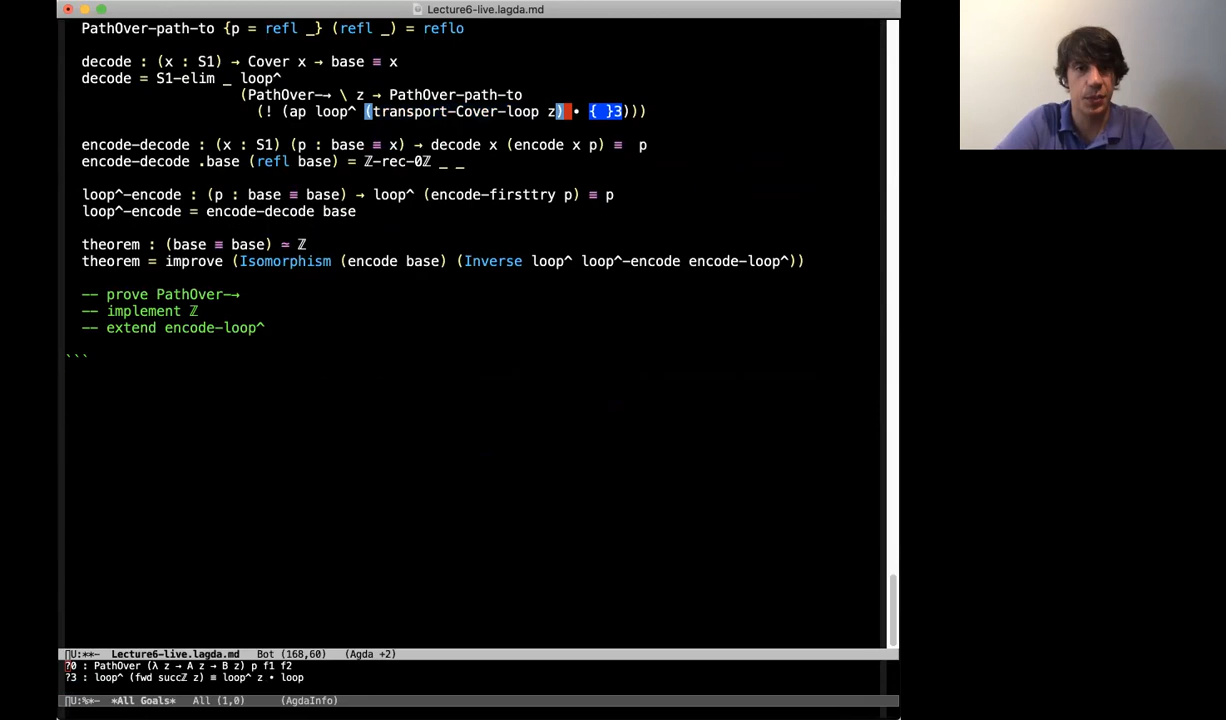 Lecture6-live.lagda.md
PathOver-path-to {p = refl _} (refl _) = reflo
decode : (x : S1) → Cover x → base ≡ x
decode = S1-elim _ loop^
(PathOver-→ \ z → PathOver-path-to
(! (ap loop^ (transport-Cover-loop z) ∙ { }3)))
encode-decode : (x : S1) (p : base ≡ x) → decode x (encode x p) ≡ p
encode-decode .base (refl base) = ℤ-rec-0ℤ _ _
loop^-encode : (p : base ≡ base) → loop^ (encode-firsttry p) ≡ p
loop^-encode = encode-decode base
theorem : (base ≡ base) ≃ ℤ
theorem = improve (Isomorphism (encode base) (Inverse loop^ loop^-encode encode-loop^))
-- prove PathOver-→
-- implement ℤ
-- extend encode-loop^
```
∏U:**- Lecture6-live.lagda.md Bot (168,60) (Agda +2)
?0 : PathOver (λ z → A z → B z) p f1 f2
?3 : loop^ (fwd succℤ z) ≡ loop^ z ∙ loop
∏U:%*- *All Goals* All (1,0) (AgdaInfo)